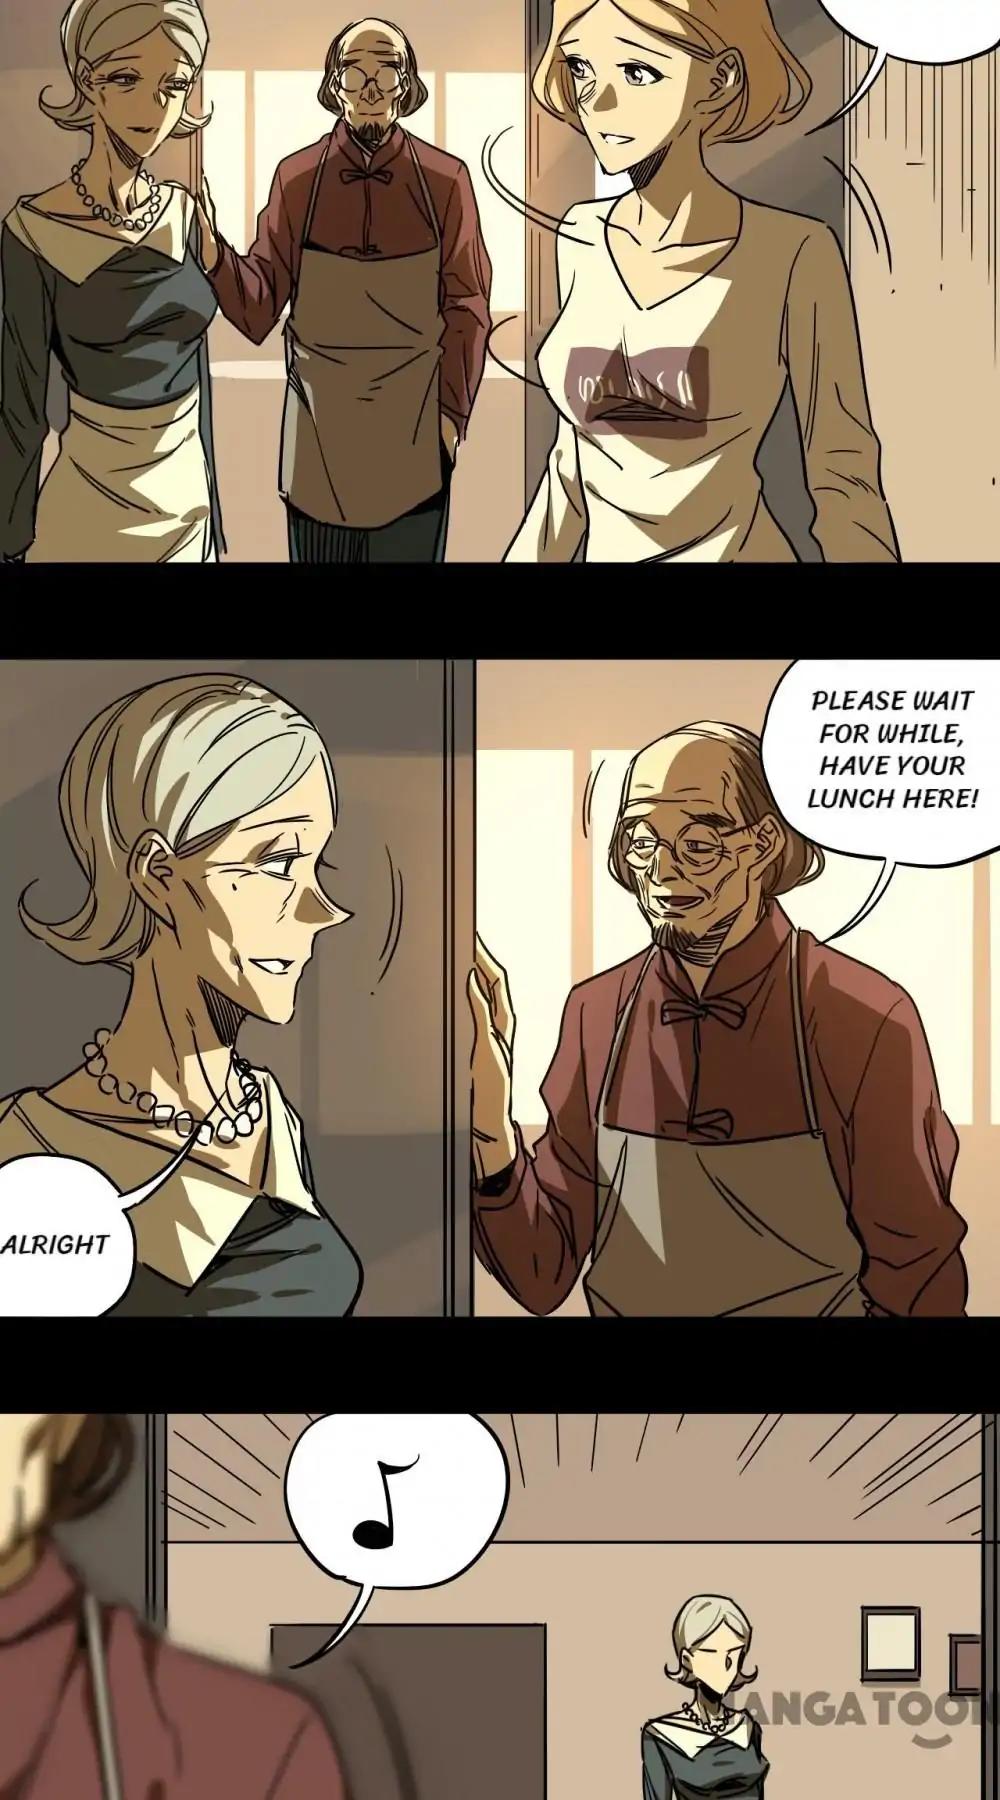 PLEASE WAIT
FOR WHILE,
HAVE YOUR
LUNCH HERE!
ALRIGHT
MANGATOON